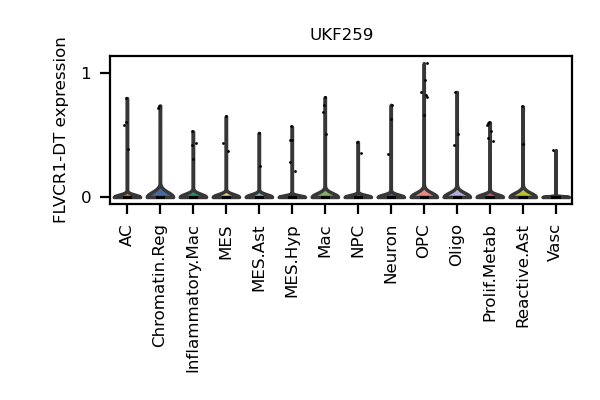 UKF259
FLVCR1-DT expression
1
0
AC
Chromatin.Reg
Inflammatory.Mac
MES
MES.Ast
MES.Hyp
Mac
NPC
Neuron
OPC
Oligo
Prolif.Metab
Reactive.Ast
Vasc